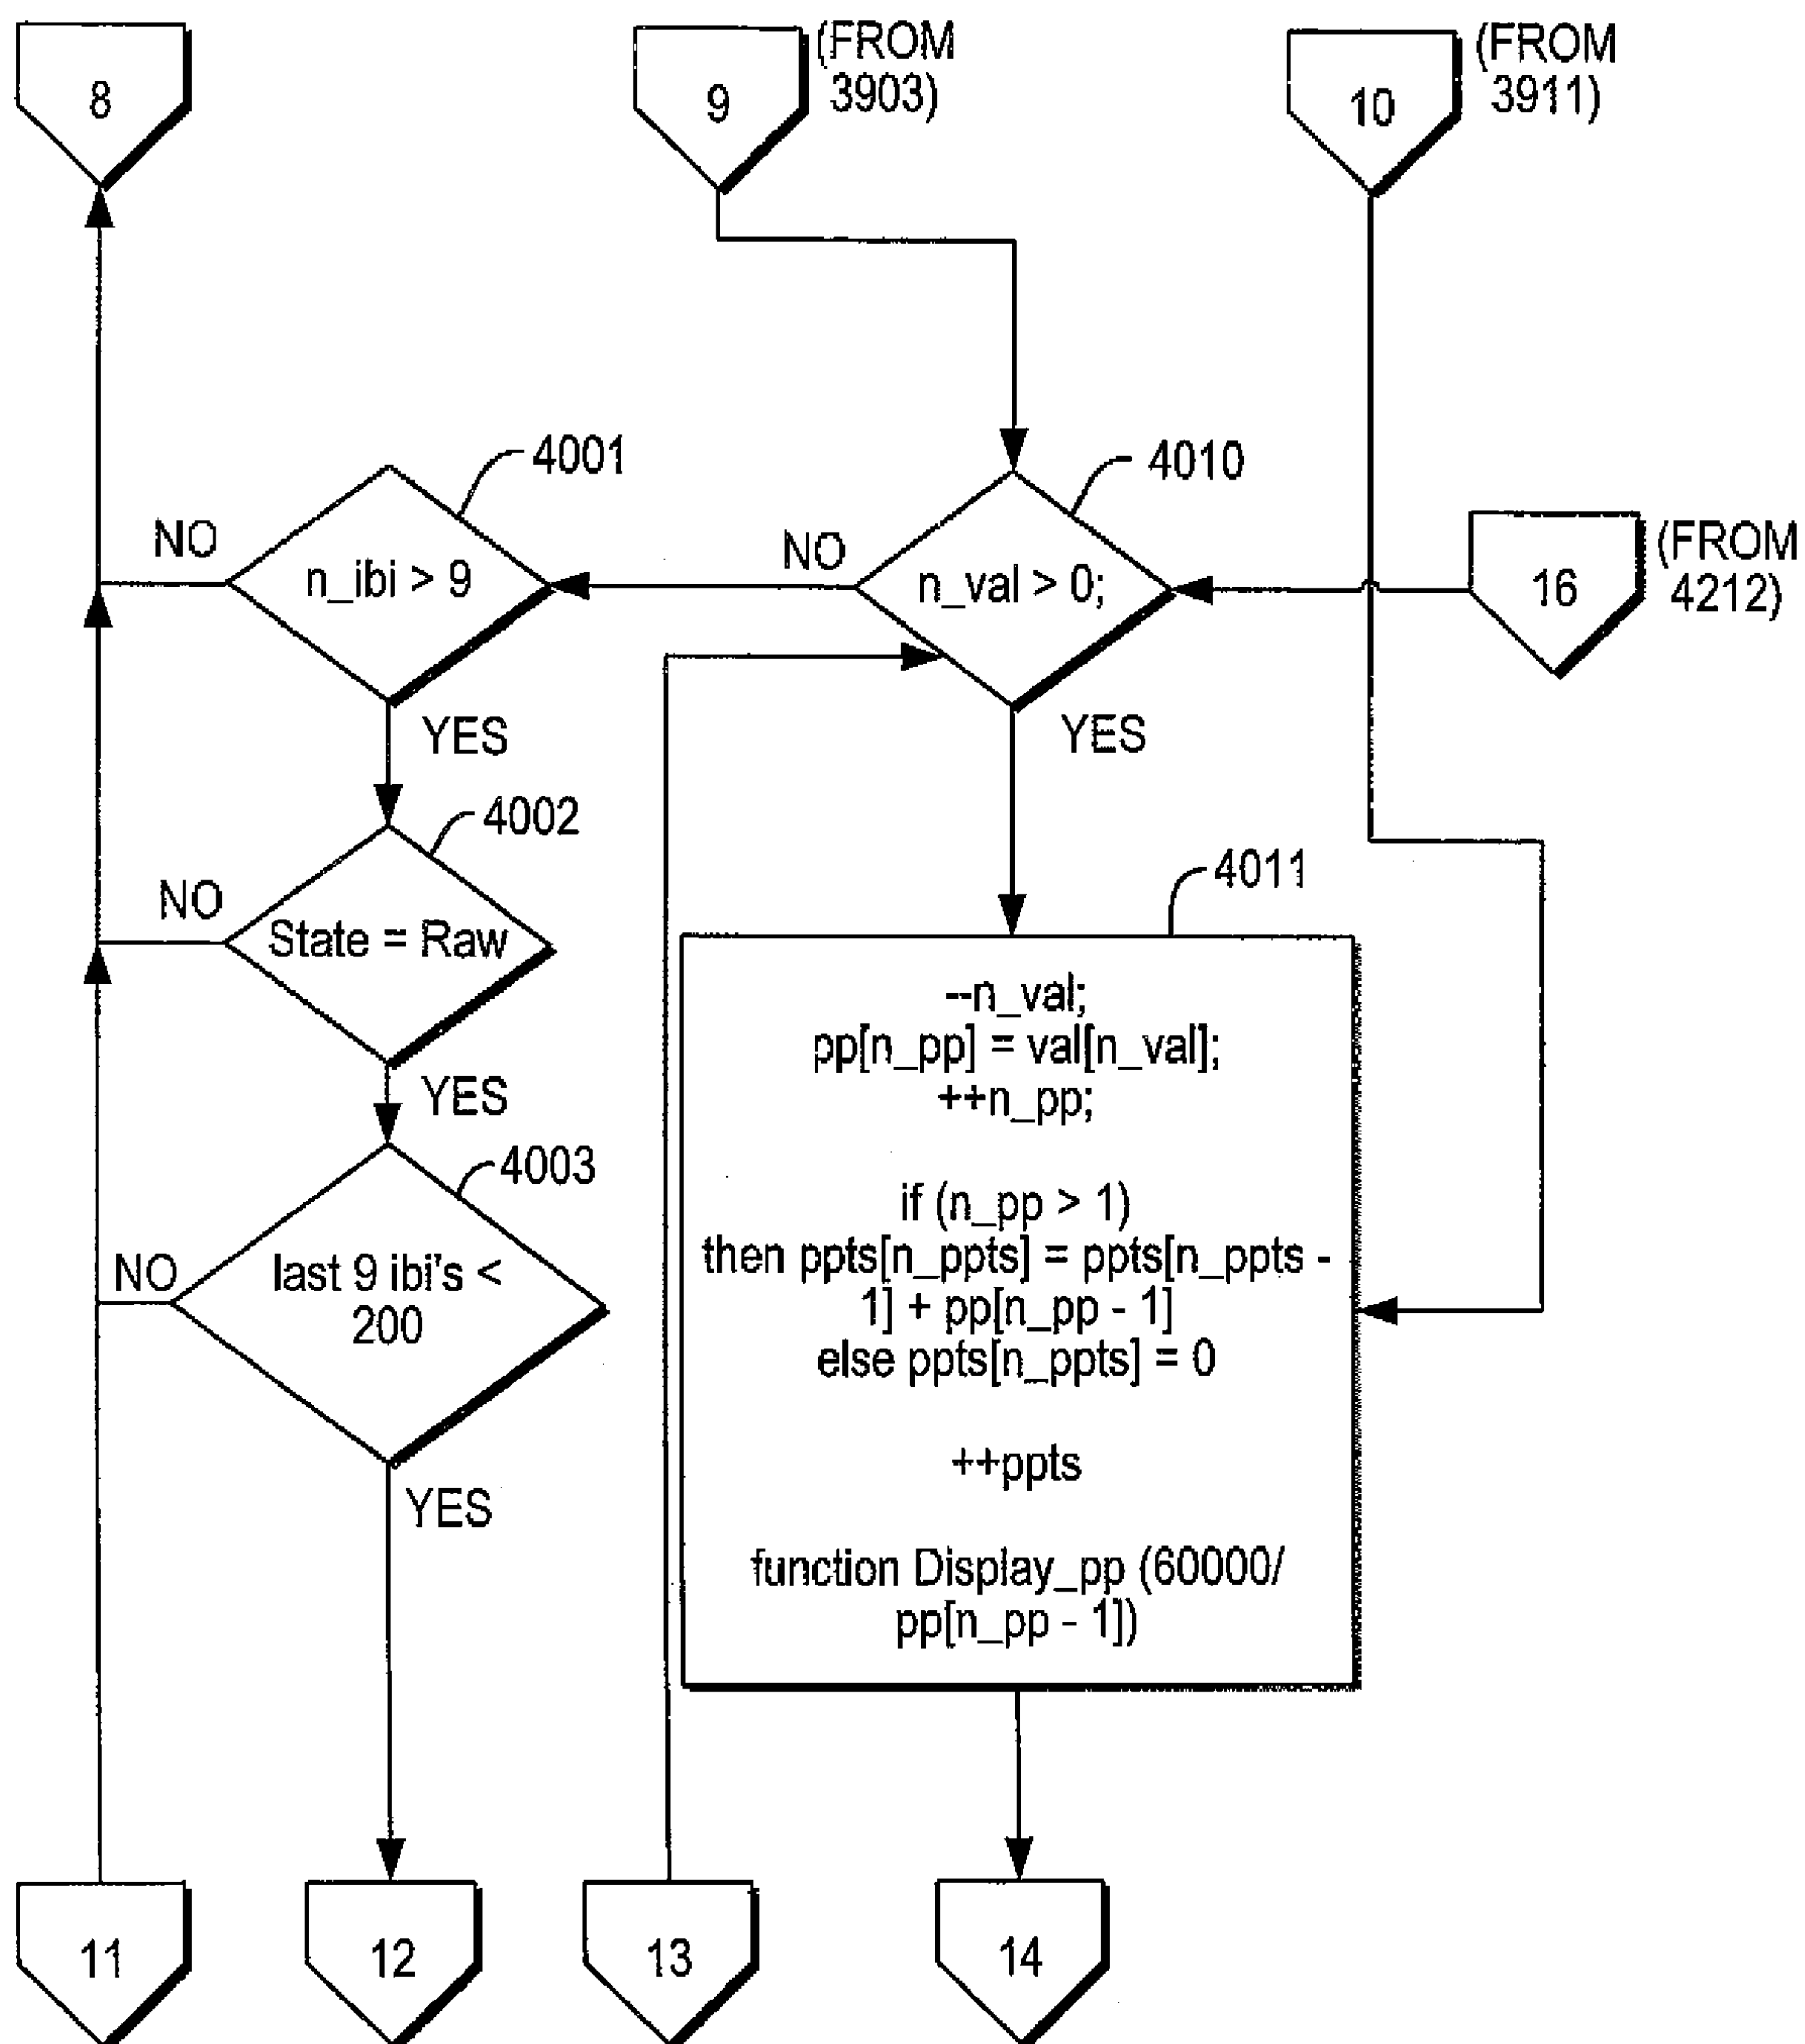 8
9
(FROM
3903)
10
(FROM
3911)
4001
n_ibi > 9
NO
YES
4010
n_val > 0;
NO
YES
16
(FROM
4212)
4002
State = Raw
NO
YES
4003
last 9 ibi's <
200
NO
YES
4011
--n_val;
pp[n_pp] = val[n_val];
++n_pp;
if (n_pp > 1)
then ppts[n_ppts] = ppts[n_ppts -
1] + pp[n_pp - 1]
else ppts[n_ppts] = 0
++ppts
function Display_pp (60000/
pp[n_pp - 1])
11
12
13
14